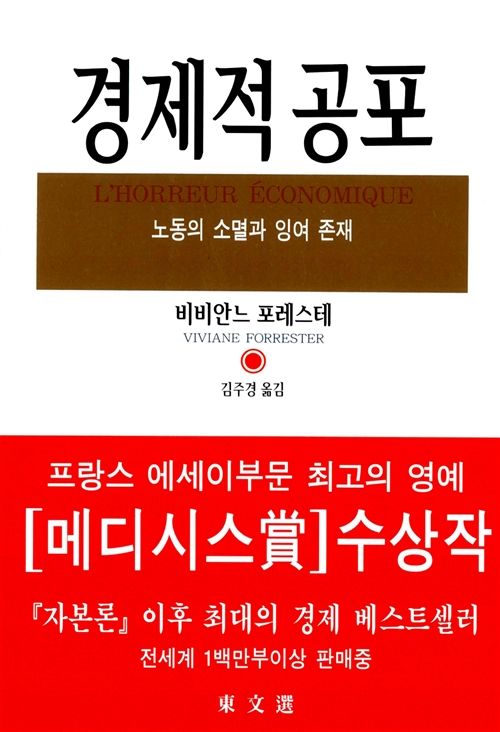 경제적 공포
L'HORREUR ÉCONOMIQUE
노동의 소멸과 잉여 존재
비비안느 포레스테
VIVIANE FORRESTER
김주경 옮김
프랑스 에세이부문 최고의 영예
[메디시스賞]수상작
『자본론』 이후 최대의 경제 베스트셀러
전세계 1백만부이상 판매중
東文選